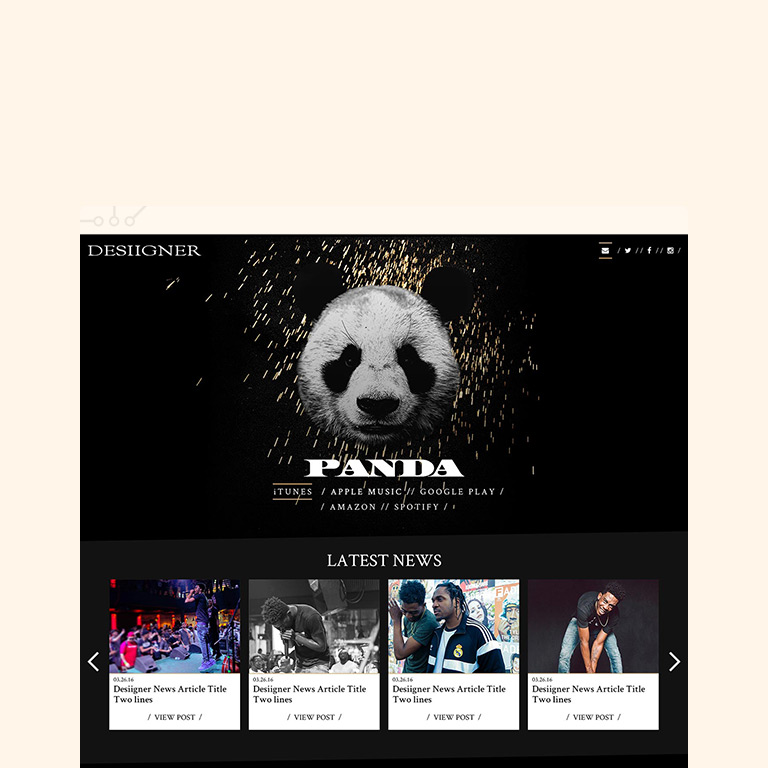 DESIIGNER
/ / / / / /
PANDA
iTUNES / APPLE MUSIC // GOOGLE PLAY /
/ AMAZON // SPOTIFY /
LATEST NEWS
03.26.16
Desiigner News Article Title
Two lines
/ VIEW POST /
03.26.16
Desiigner News Article Title
Two lines
/ VIEW POST /
03.26.16
Desiigner News Article Title
Two lines
/ VIEW POST /
03.26.16
Desiigner News Article Title
Two lines
/ VIEW POST /